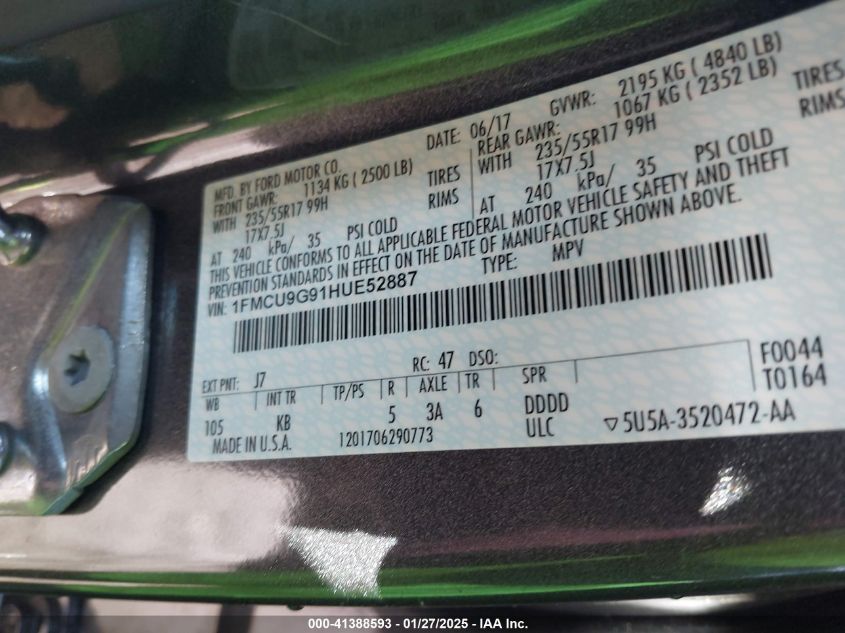 MFD. BY FORD MOTOR CO. DATE: 06/17 GVWR: 2195 KG ( 4840 LB)
FRONT GAWR: 1134 KG ( 2500 LB) REAR GAWR: 1067 KG ( 2352 LB)
WITH 235/55R17 99H TIRES WITH 235/55R17 99H TIRES
17X7.5J RIMS 17X7.5J RIMS
AT 240 kPa/ 35 PSI COLD AT 240 kPa/ 35 PSI COLD
THIS VEHICLE CONFORMS TO ALL APPLICABLE FEDERAL MOTOR VEHICLE SAFETY AND THEFT
PREVENTION STANDARDS IN EFFECT ON THE DATE OF MANUFACTURE SHOWN ABOVE.
VIN: 1FMCU9G91HUE52887 TYPE: MPV
EXT PNT: J7 RC: 47 DSO: F0044
WB INT TR TP/PS R AXLE TR SPR T0164
105 KB 5 3A 6 DDDD
MADE IN U.S.A. 1201706290773 ULC ▽5U5A-3520472-AA
000-41388593 - 01/27/2025 - IAA Inc.